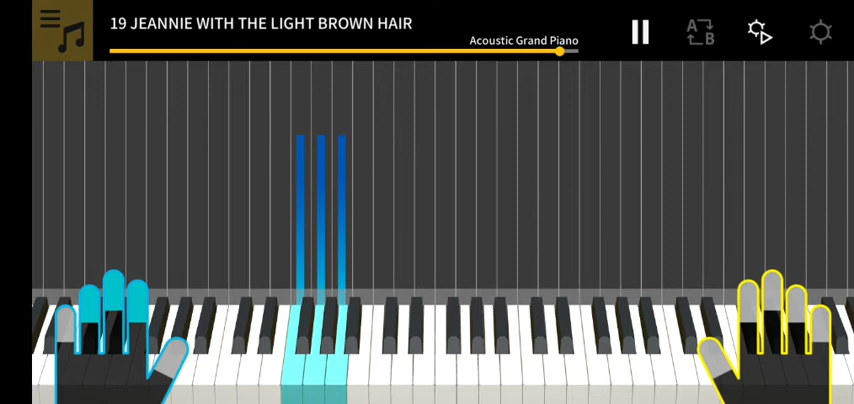 19 JEANNIE WITH THE LIGHT BROWN HAIR
Acoustic Grand Piano
A
B